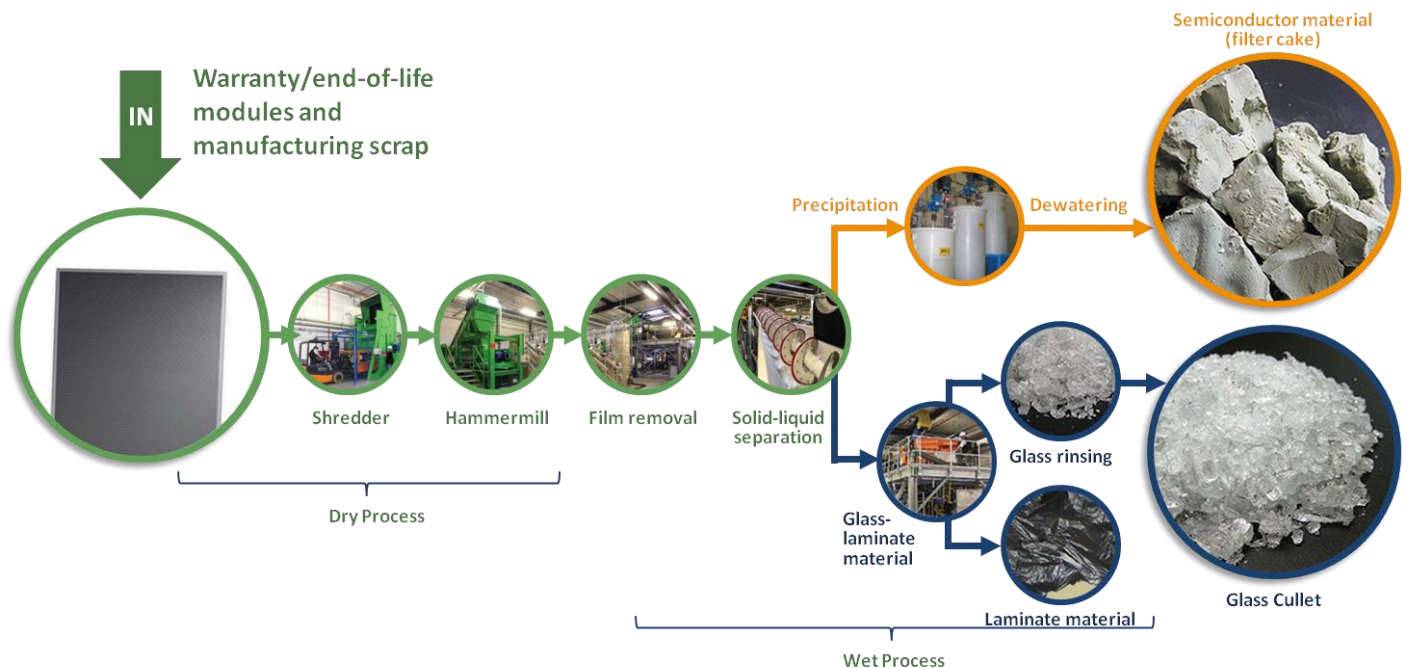 Semiconductor material
(filter cake)
IN
Warranty/end-of-life
modules and
manufacturing scrap
Precipitation
Dewatering
Shredder
Hammermill
Film removal
Solid-liquid
separation
Glass rinsing
Dry Process
Glass-
laminate
material
Laminate material
Glass Cullet
Wet Process